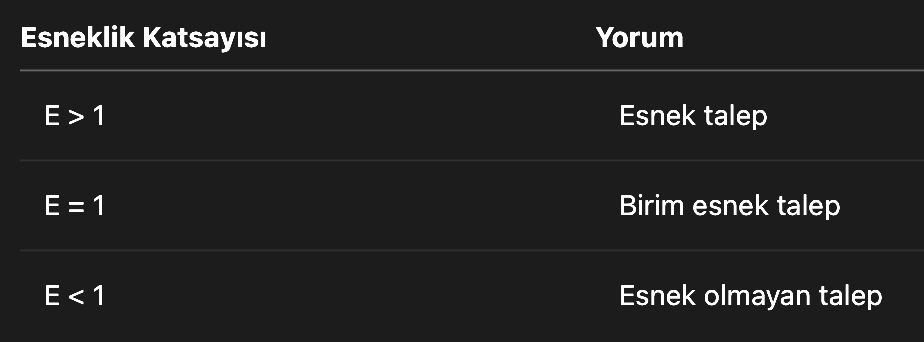 Esneklik Katsayısı Yorum
E > 1 Esnek talep
E = 1 Birim esnek talep
E < 1 Esnek olmayan talep